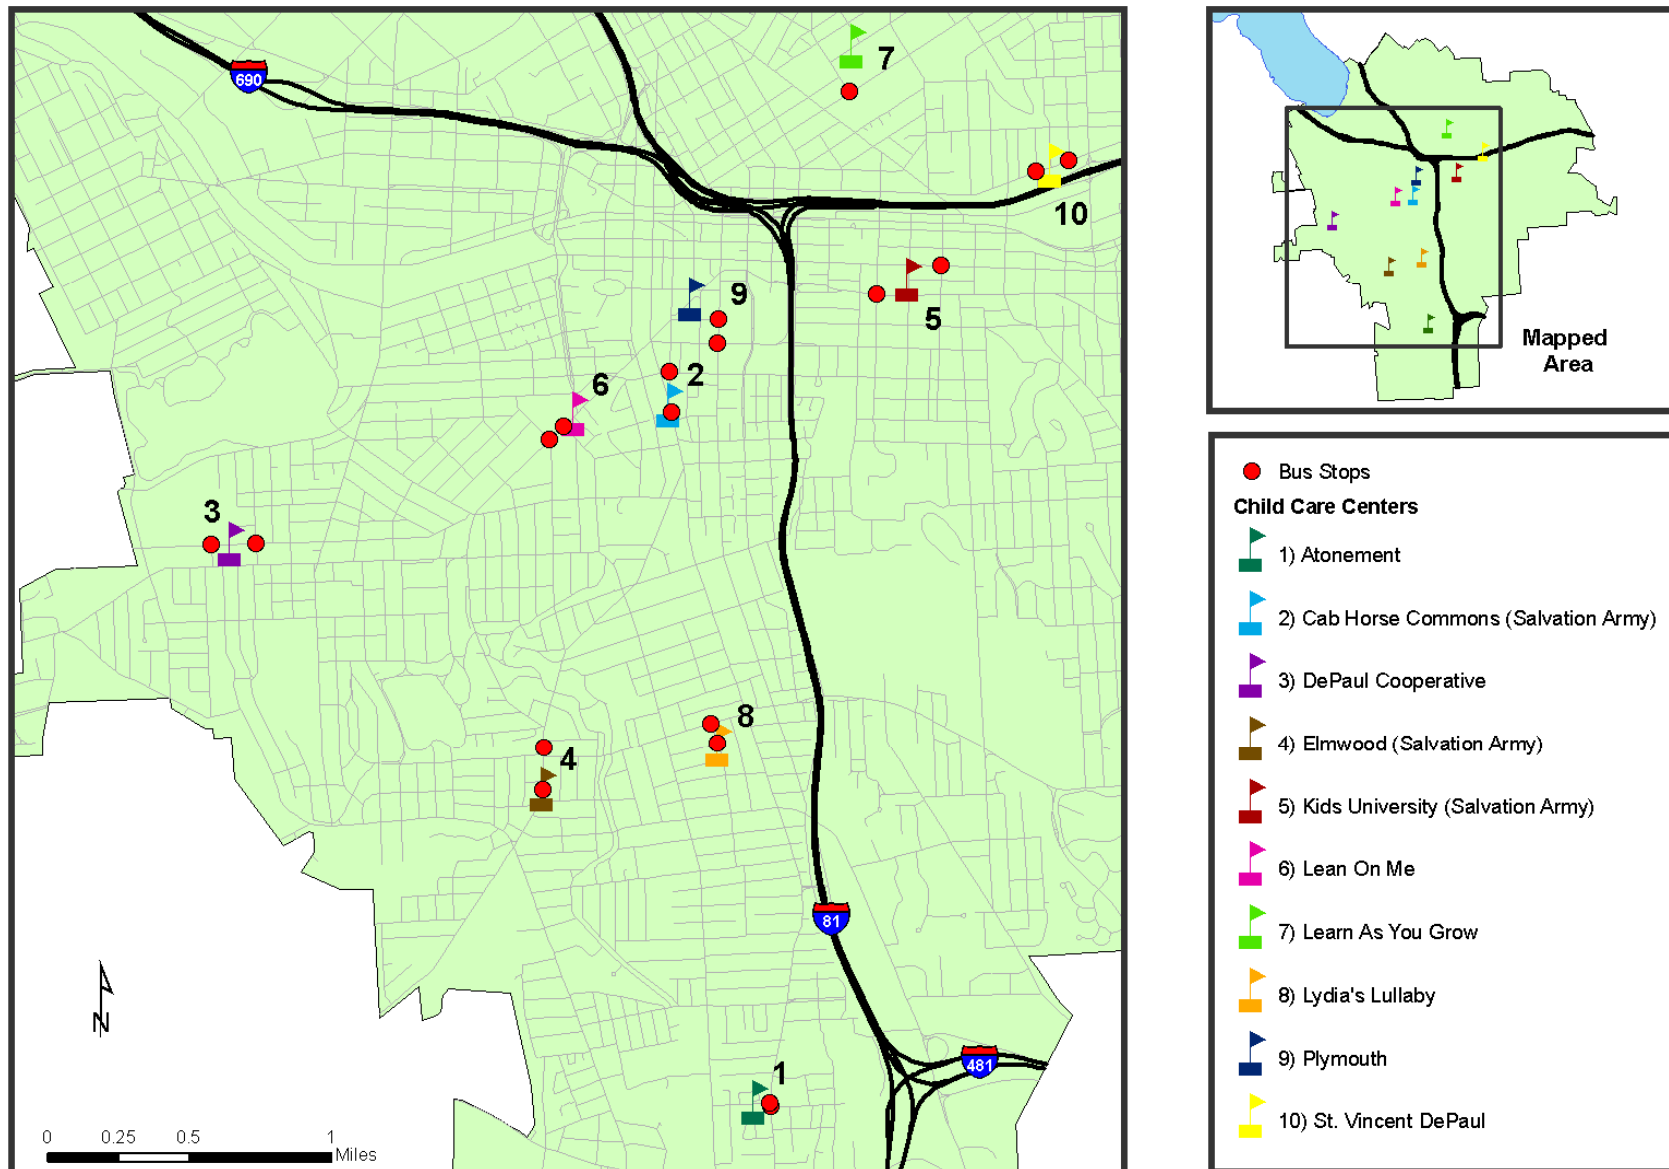 690
7
10
9
5
2
6
3
8
4
81
481
1
N
0 0.25 0.5 1
Miles
Mapped
Area
Bus Stops
Child Care Centers
1) Atonement
2) Cab Horse Commons (Salvation Army)
3) DePaul Cooperative
4) Elmwood (Salvation Army)
5) Kids University (Salvation Army)
6) Lean On Me
7) Learn As You Grow
8) Lydia's Lullaby
9) Plymouth
10) St. Vincent DePaul